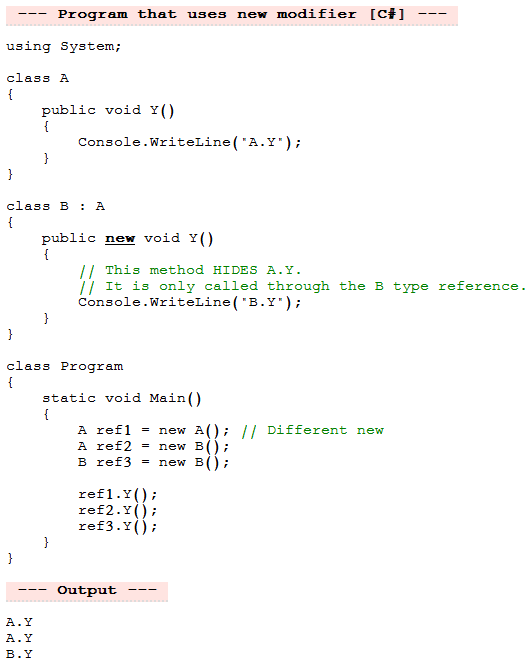 --- Program that uses new modifier [C#] ---
using System;
class A
{
public void Y()
{
Console.WriteLine("A.Y");
}
}
class B : A
{
public new void Y()
{
// This method HIDES A.Y.
// It is only called through the B type reference.
Console.WriteLine("B.Y");
}
}
class Program
{
static void Main()
{
A ref1 = new A(); // Different new
A ref2 = new B();
B ref3 = new B();
ref1.Y();
ref2.Y();
ref3.Y();
}
}
--- Output ---
A.Y
A.Y
B.Y